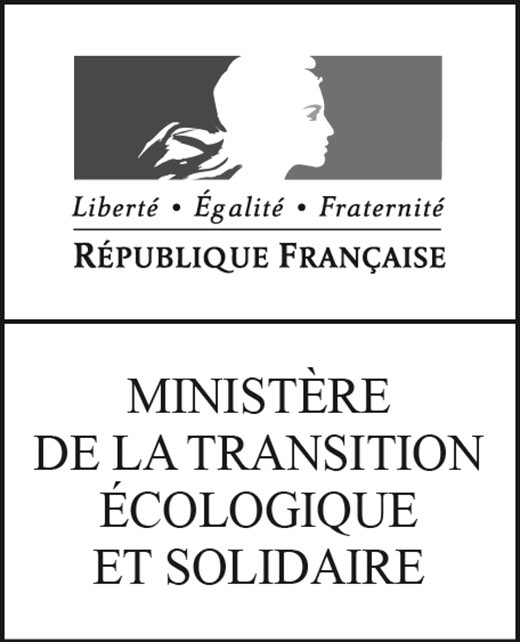 Liberté • Égalité • Fraternité
RÉPUBLIQUE FRANÇAISE
MINISTÈRE
DE LA TRANSITION
ÉCOLOGIQUE
ET SOLIDAIRE